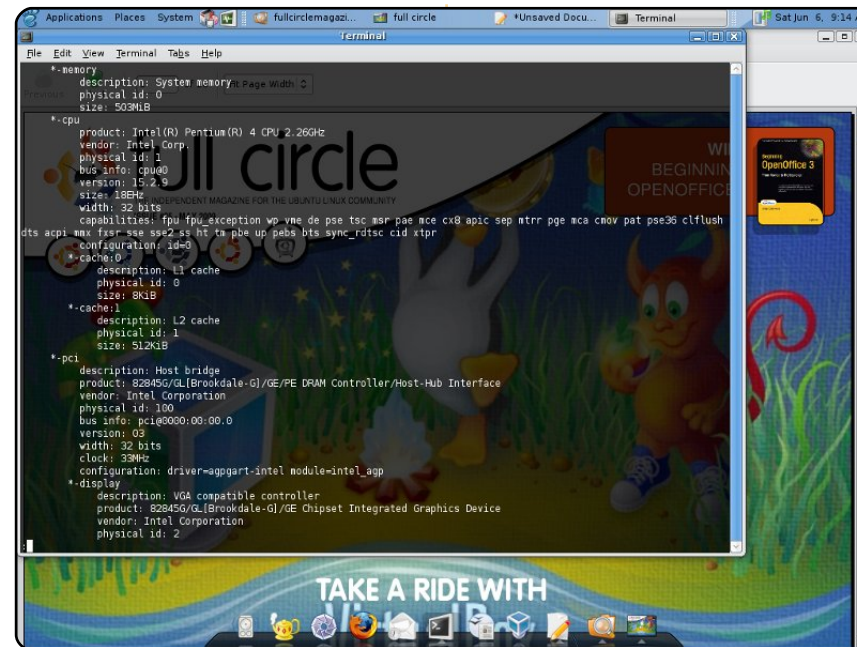 Applications Places System fullcirclemagazi... full circle *Unsaved Docu... Terminal Sat Jun 6, 9:14
Terminal
File Edit View Terminal Tabs Help
Previous
Fit Page Width
*-memory
description: System memory
physical id: 0
size: 503MiB
*-cpu
product: Intel(R) Pentium(R) 4 CPU 2.26GHz
vendor: Intel Corp.
physical id: 1
bus info: cpu@0
version: 15.2.9
size: 18EHz
width: 32 bits
capabilities: fpu fpu_exception wp vme de pse tsc msr pae mce cx8 apic sep mtrr pge mca cmov pat pse36 clflush
dts acpi mmx fxsr sse sse2 ss ht tm pbe up pebs bts sync_rdtsc cid xtpr
configuration: id=0
*-cache:0
description: L1 cache
physical id: 0
size: 8KiB
*-cache:1
description: L2 cache
physical id: 1
size: 512KiB
*-pci
description: Host bridge
product: 82845G/GL[Brookdale-G]/GE/PE DRAM Controller/Host-Hub Interface
vendor: Intel Corporation
physical id: 100
bus info: pci@0000:00:00.0
version: 03
width: 32 bits
clock: 33MHz
configuration: driver=agpgart-intel module=intel_agp
*-display
description: VGA compatible controller
product: 82845G/GL[Brookdale-G]/GE Chipset Integrated Graphics Device
vendor: Intel Corporation
physical id: 2
:
full circle
INDEPENDENT MAGAZINE FOR THE UBUNTU LINUX COMMUNITY
WI
BEGINNIN
OPENOFFICE
Beginning
OpenOffice 3
TAKE A RIDE WITH